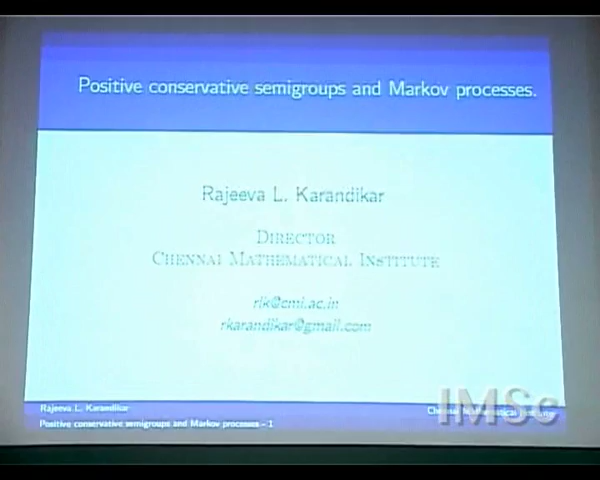 Positive conservative semigroups and Markov processes.
Rajeeva L. Karandikar
DIRECTOR
CHENNAI MATHEMATICAL INSTITUTE
rlk@cmi.ac.in
rkarandikar@gmail.com
Rajeeva L. Karandikar
Chennai Mathematical Institute
Positive conservative semigroups and Markov processes - 1
IMSc